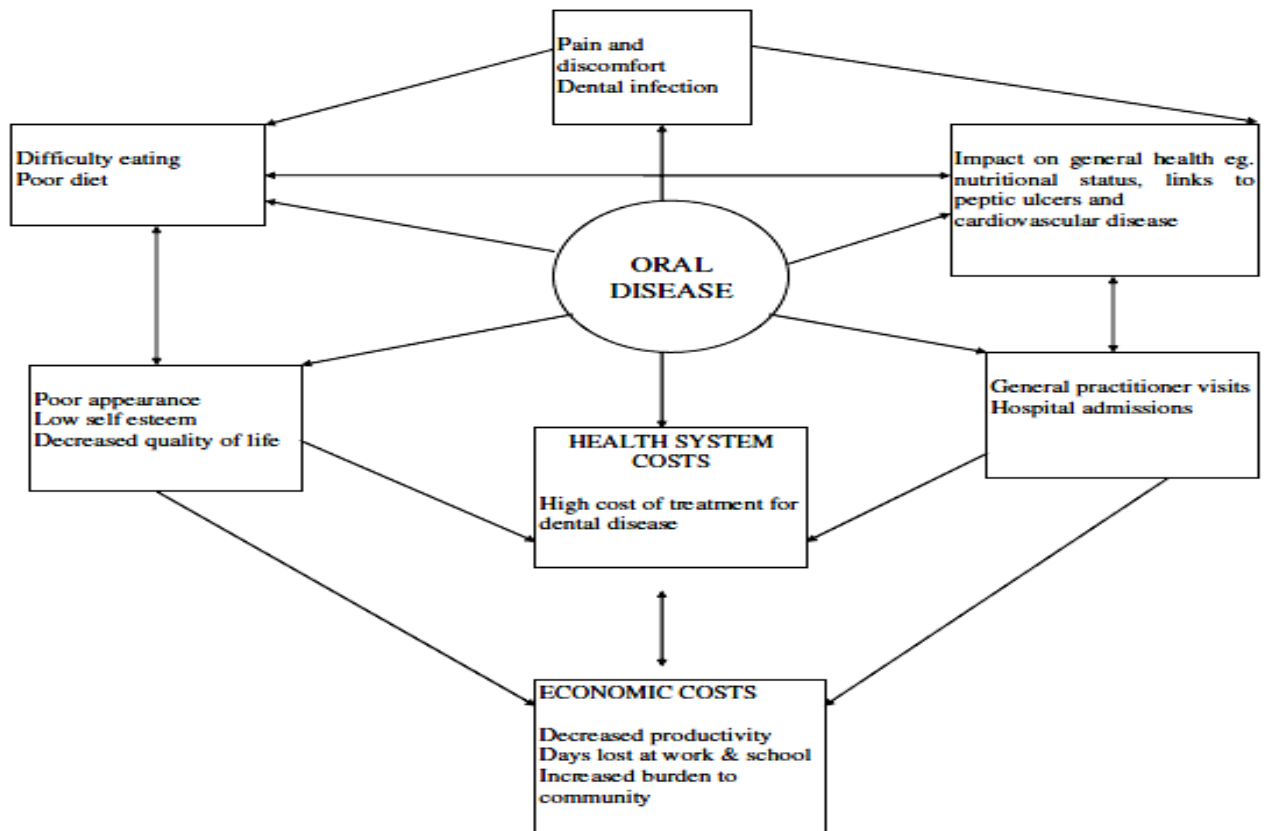 Pain and
discomfort
Dental infection
Difficulty eating
Poor diet
Impact on general health eg.
nutritional status, links to
peptic ulcers and
cardiovascular disease
ORAL
DISEASE
Poor appearance
Low self esteem
Decreased quality of life
General practitioner visits
Hospital admissions
HEALTH SYSTEM
COSTS
High cost of treatment for
dental disease
ECONOMIC COSTS
Decreased productivity
Days lost at work & school
Increased burden to
community